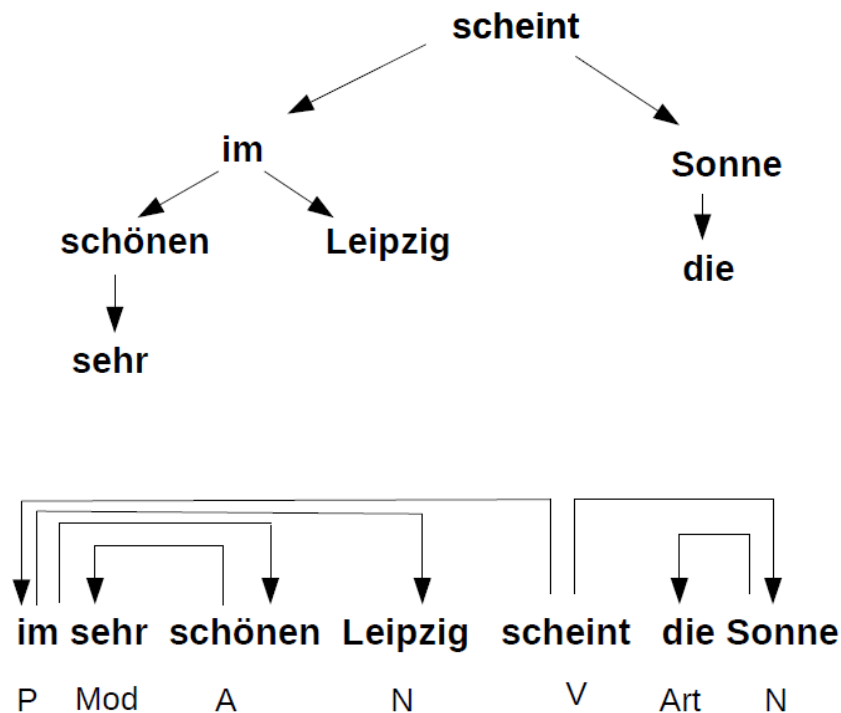 scheint
im Sonne
schönen Leipzig die
sehr
im sehr schönen Leipzig scheint die Sonne
P Mod A N V Art N